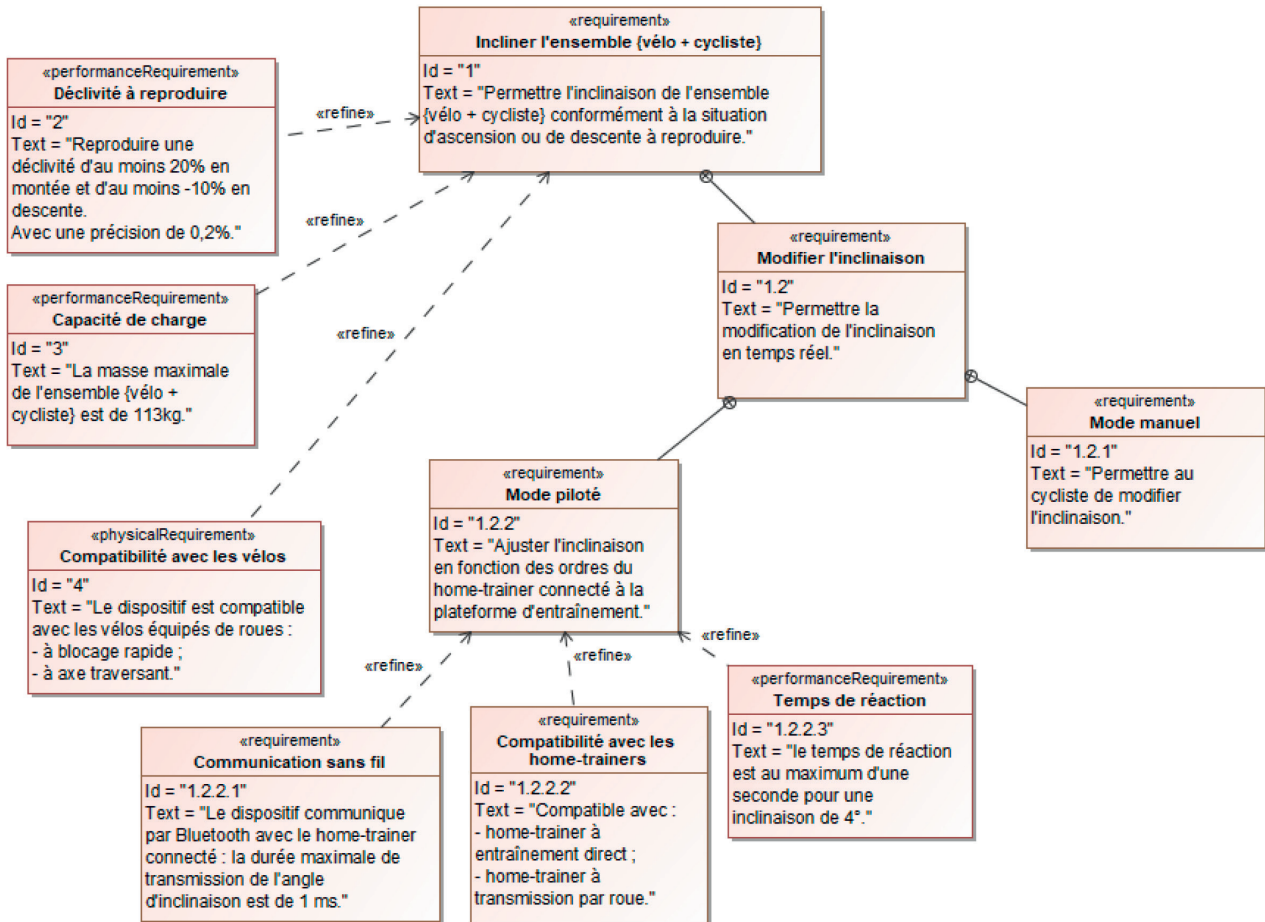 «requirement»
Incliner l'ensemble {vélo + cycliste}
Id = "1"
Text = "Permettre l'inclinaison de l'ensemble
{vélo + cycliste} conformément à la situation
d'ascension ou de descente à reproduire."
«performanceRequirement»
Déclivité à reproduire
Id = "2"
Text = "Reproduire une
déclivité d'au moins 20% en
montée et d'au moins -10% en
descente.
Avec une précision de 0,2%."
«refine»
«refine»
«requirement»
Modifier l'inclinaison
Id = "1.2"
Text = "Permettre la
modification de l'inclinaison
en temps réel."
«performanceRequirement»
Capacité de charge
Id = "3"
Text = "La masse maximale
de l'ensemble {vélo +
cycliste} est de 113kg."
«refine»
«requirement»
Mode manuel
Id = "1.2.1"
Text = "Permettre au
cycliste de modifier
l'inclinaison."
«requirement»
Mode piloté
Id = "1.2.2"
Text = "Ajuster l'inclinaison
en fonction des ordres du
home-trainer connecté à la
plateforme d'entraînement."
«physicalRequirement»
Compatibilité avec les vélos
Id = "4"
Text = "Le dispositif est compatible
avec les vélos équipés de roues :
- à blocage rapide ;
- à axe traversant."
«refine»
«refine»
«refine»
«performanceRequirement»
Temps de réaction
Id = "1.2.2.3"
Text = "le temps de réaction
est au maximum d'une
seconde pour une
inclinaison de 4°."
«requirement»
Communication sans fil
Id = "1.2.2.1"
Text = "Le dispositif communique
par Bluetooth avec le home-trainer
connecté : la durée maximale de
transmission de l'angle
d'inclinaison est de 1 ms."
«requirement»
Compatibilité avec les
home-trainers
Id = "1.2.2.2"
Text = "Compatible avec :
- home-trainer à
entraînement direct ;
- home-trainer à
transmission par roue."